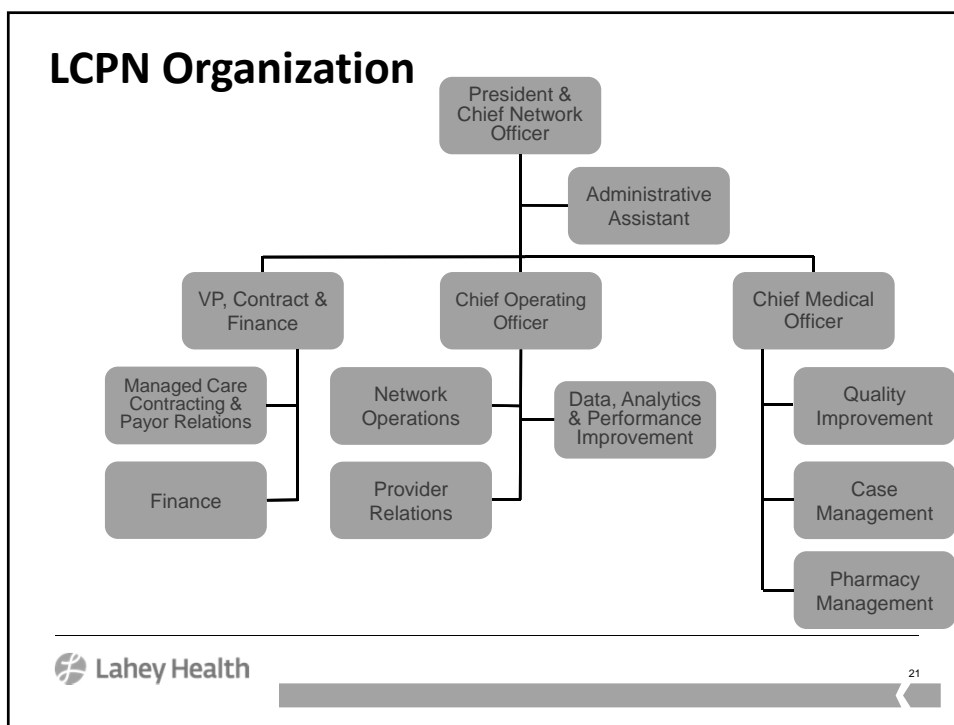 LCPN Organization
President &
Chief Network
Officer
Administrative
Assistant
VP, Contract &
Finance
Chief Operating
Officer
Chief Medical
Officer
Managed Care
Contracting &
Payor Relations
Network
Operations
Data, Analytics
& Performance
Improvement
Quality
Improvement
Finance
Provider
Relations
Case
Management
Pharmacy
Management
Lahey Health
21